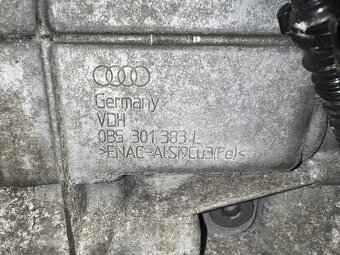 Germany
VDH
0B5 301 383 L
>ENAC-AlSi9Cu3(Fe)<